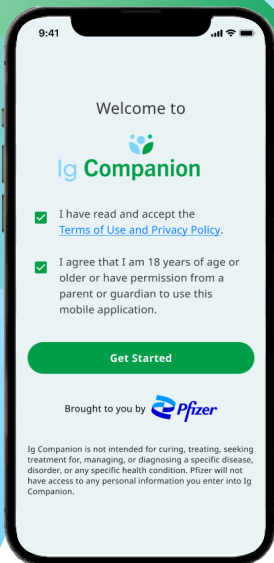 9:41
Welcome to
Ig Companion
I have read and accept the
Terms of Use and Privacy Policy.
I agree that I am 18 years of age or
older or have permission from a
parent or guardian to use this
mobile application.
Get Started
Brought to you by Pfizer
Ig Companion is not intended for curing, treating, seeking
treatment for, managing, or diagnosing a specific disease,
disorder, or any specific health condition. Pfizer will not
have access to any personal information you enter into Ig
Companion.